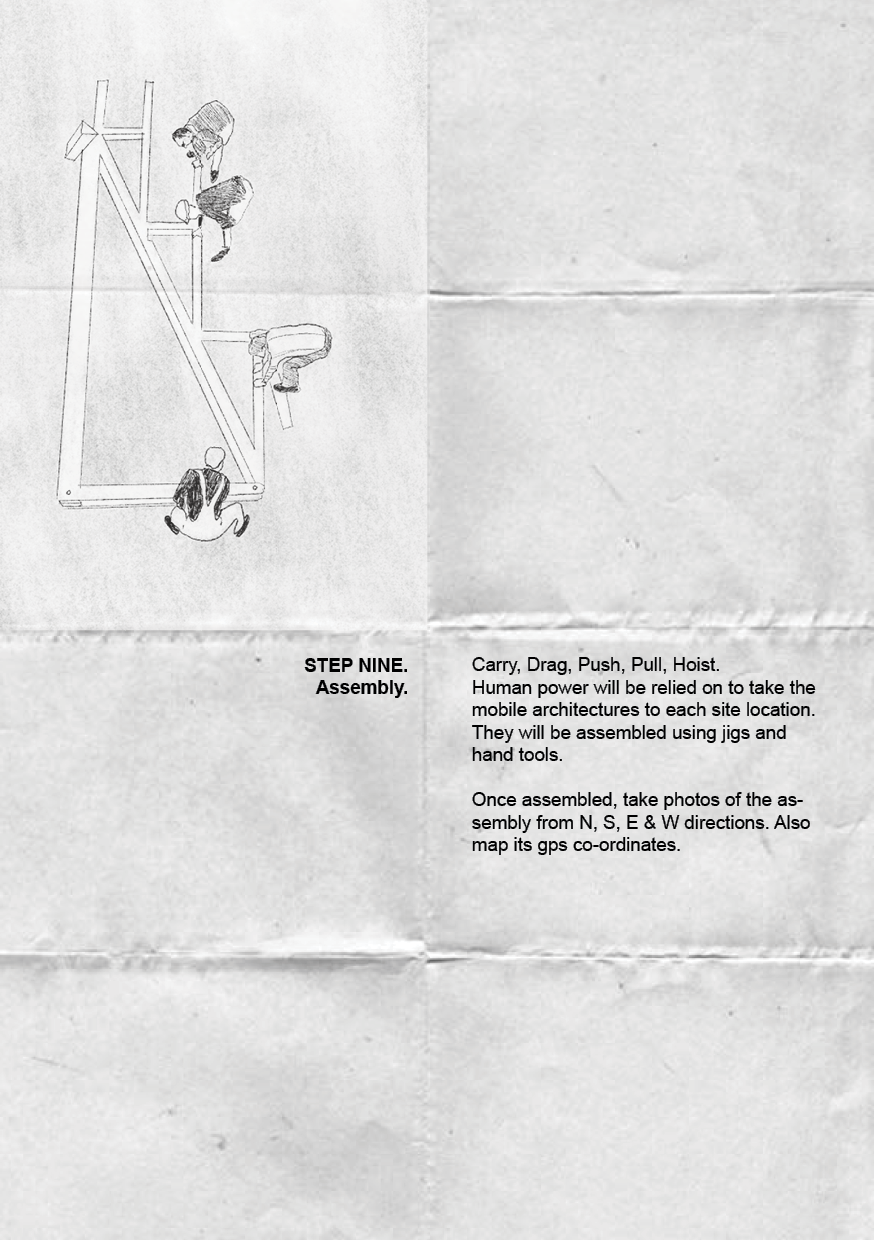 STEP NINE.
Assembly.
Carry, Drag, Push, Pull, Hoist.
Human power will be relied on to take the
mobile architectures to each site location.
They will be assembled using jigs and
hand tools.
Once assembled, take photos of the as-
sembly from N, S, E & W directions. Also
map its gps co-ordinates.